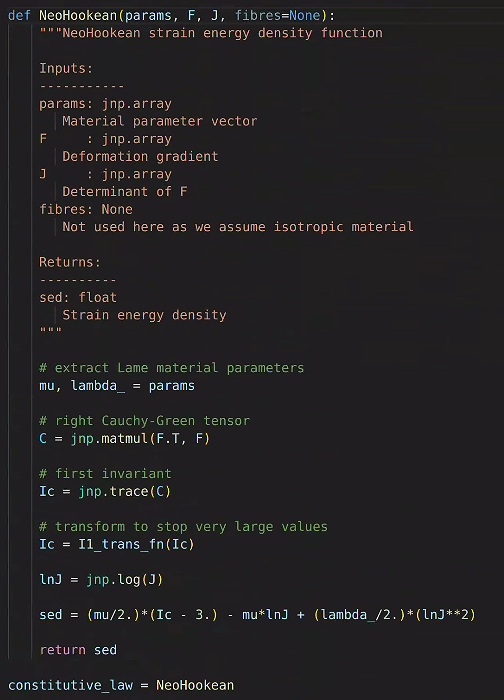 def NeoHookean(params, F, J, fibres=None):
"""NeoHookean strain energy density function
Inputs:
-----------
params: jnp.array
Material parameter vector
F     : jnp.array
Deformation gradient
J     : jnp.array
Determinant of F
fibres: None
Not used here as we assume isotropic material
Returns:
----------
sed: float
Strain energy density
"""
# extract Lame material parameters
mu, lambda_ = params
# right Cauchy-Green tensor
C = jnp.matmul(F.T, F)
# first invariant
Ic = jnp.trace(C)
# transform to stop very large values
Ic = I1_trans_fn(Ic)
lnJ = jnp.log(J)
sed = (mu/2.)*(Ic - 3.) - mu*lnJ + (lambda_/2.)*(lnJ**2)
return sed
constitutive_law = NeoHookean